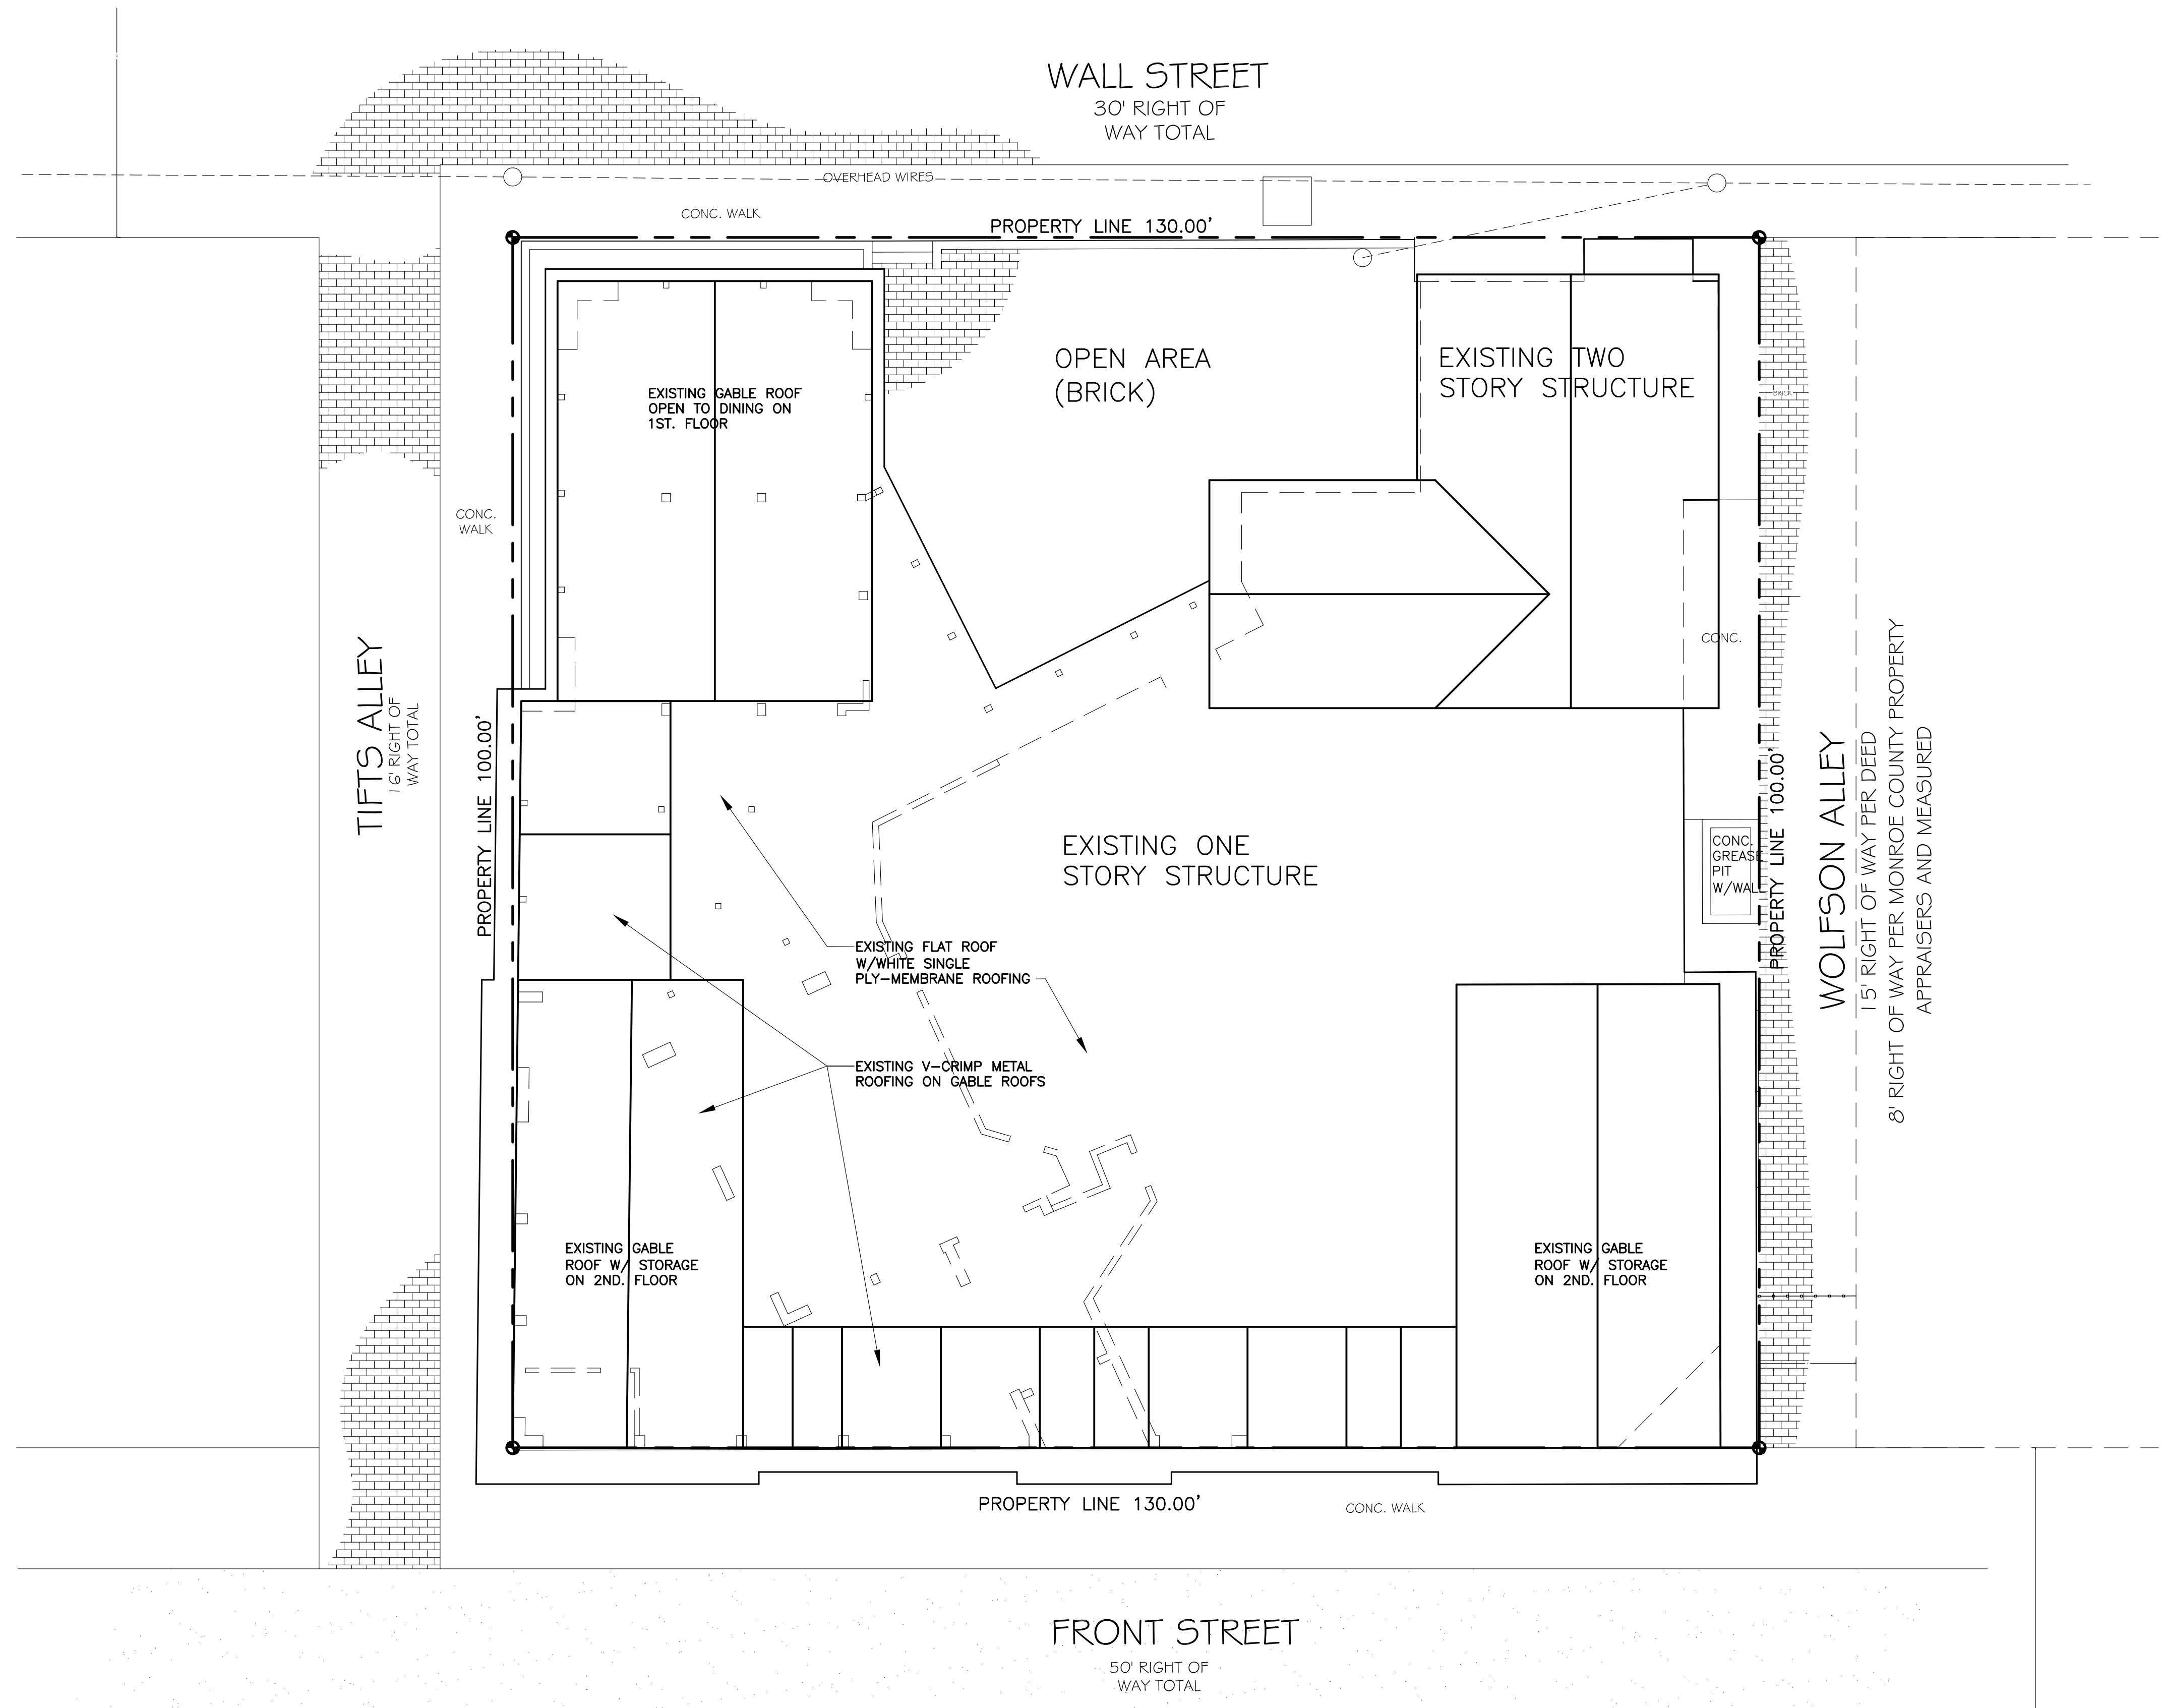 WALL STREET
30' RIGHT OF
WAY TOTAL
OVERHEAD WIRES
CONC. WALK
PROPERTY LINE 130.00'
OPEN AREA
(BRICK)
EXISTING TWO
STORY STRUCTURE
BRICK
EXISTING GABLE ROOF
OPEN TO DINING ON
1ST. FLOOR
CONC.
WALK
CONC.
TIFTS ALLEY
16' RIGHT OF
WAY TOTAL
PROPERTY LINE 100.00'
EXISTING ONE
STORY STRUCTURE
CONC.
GREASE
PIT
W/WALL
PROPERTY LINE 100.00'
WOLFSON ALLEY
15' RIGHT OF WAY PER DEED
8' RIGHT OF WAY PER MONROE COUNTY PROPERTY
APPRAISERS AND MEASURED
EXISTING FLAT ROOF
W/WHITE SINGLE
PLY-MEMBRANE ROOFING
EXISTING V-CRIMP METAL
ROOFING ON GABLE ROOFS
EXISTING GABLE
ROOF W/ STORAGE
ON 2ND. FLOOR
EXISTING GABLE
ROOF W/ STORAGE
ON 2ND. FLOOR
PROPERTY LINE 130.00'
CONC. WALK
FRONT STREET
50' RIGHT OF
WAY TOTAL